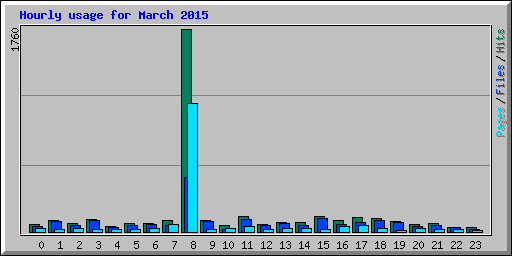 Hourly usage for March 2015
1760
Pages/Files/Hits
0 1 2 3 4 5 6 7 8 9 10 11 12 13 14 15 16 17 18 19 20 21 22 23